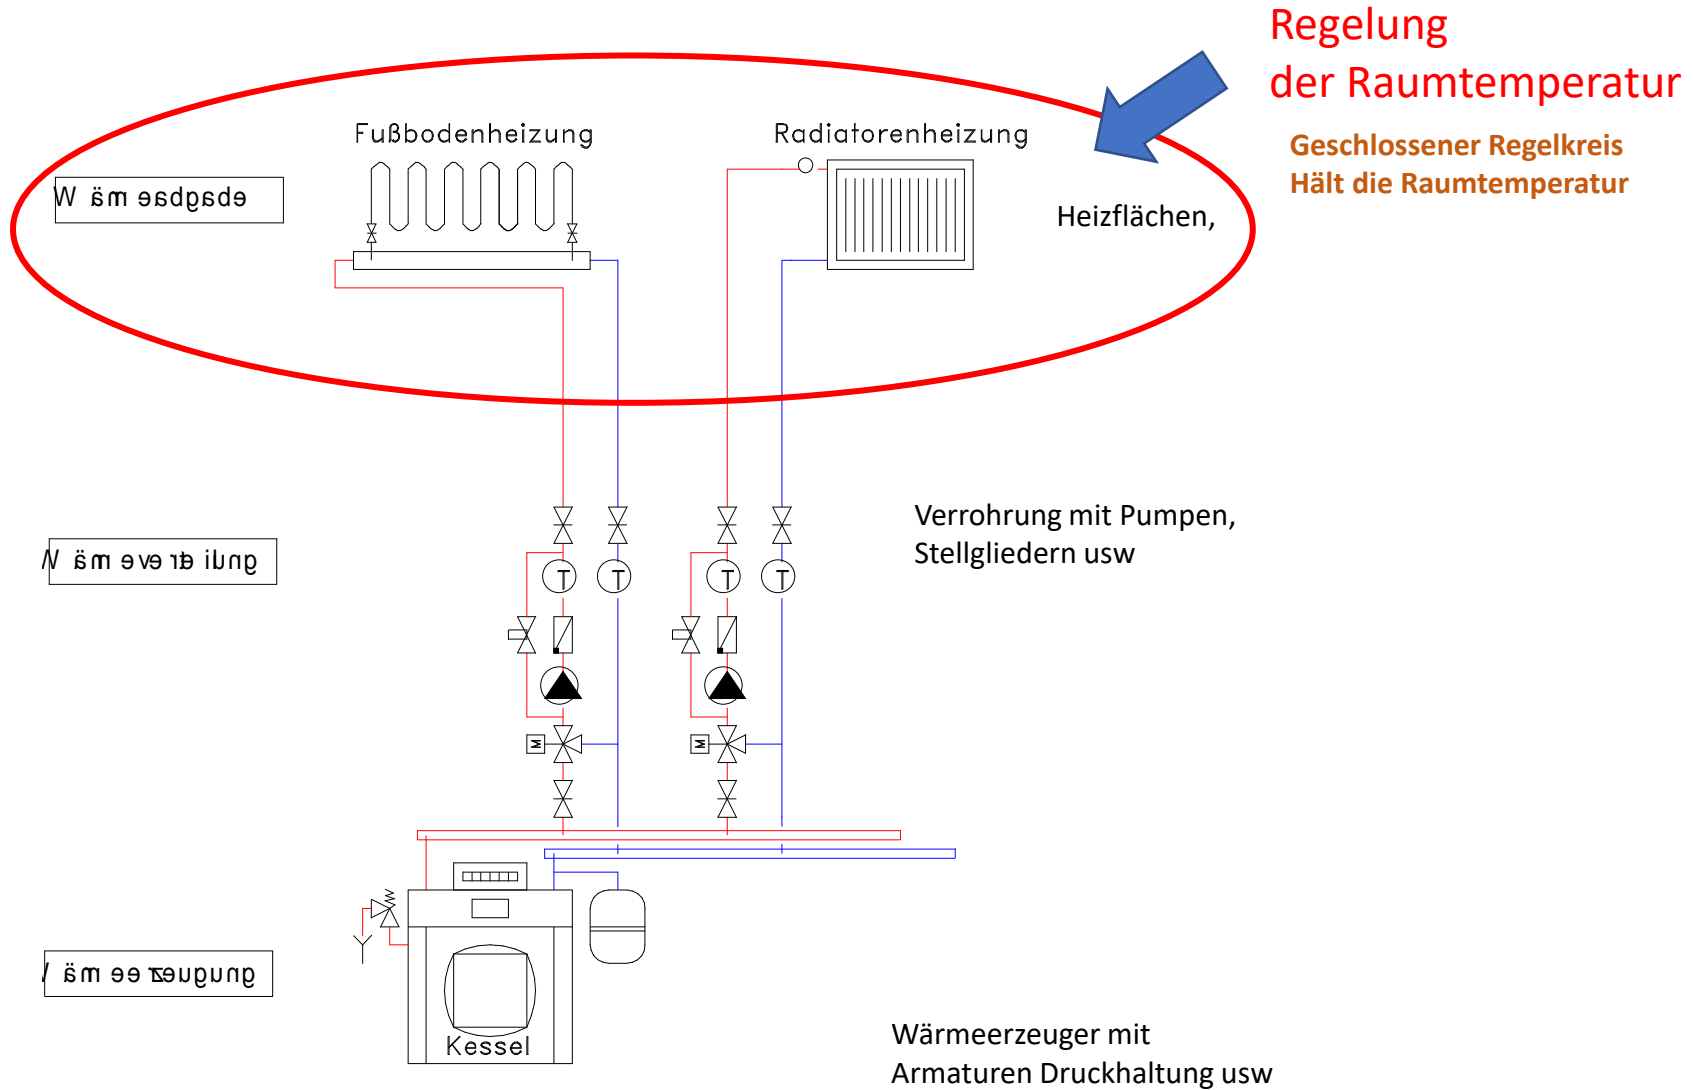 Regelung
der Raumtemperatur
Geschlossener Regelkreis
Hält die Raumtemperatur
Fußbodenheizung
Radiatorenheizung
Heizflächen,
Verrohrung mit Pumpen,
Stellgliedern usw
T
T
T
T
M
M
Kessel
Wärmeerzeuger mit
Armaturen Druckhaltung usw